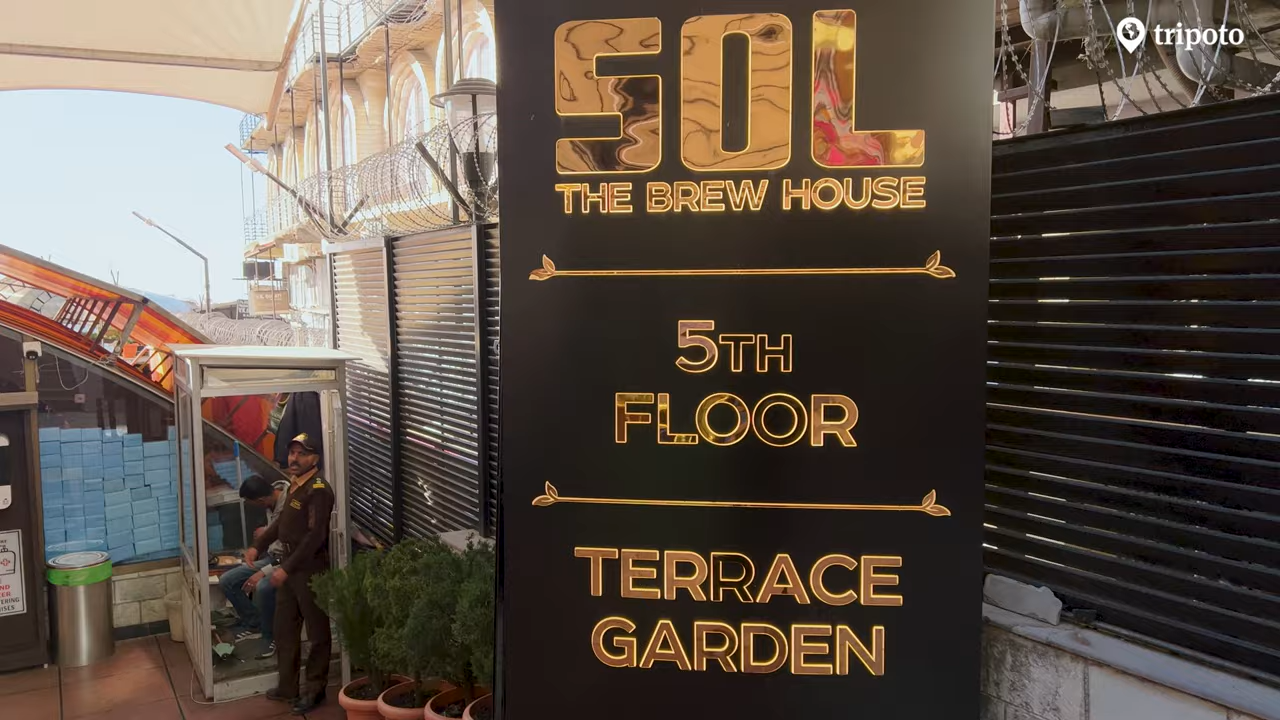 tripoto
SOL
THE BREW HOUSE
5TH
FLOOR
TERRACE
GARDEN